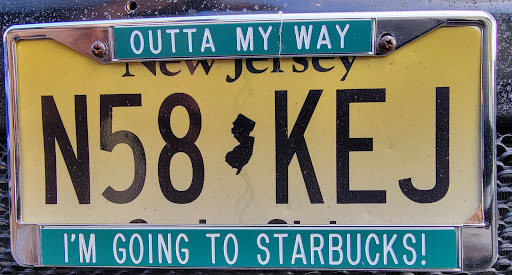 OUTTA MY WAY
New Jersey
N58 KEJ
I'M GOING TO STARBUCKS!